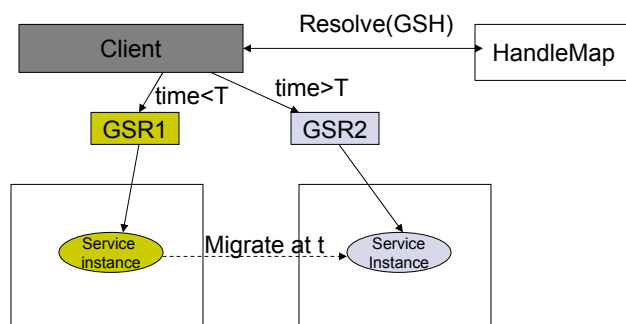 Resolve(GSH)
Client
HandleMap
time<T
time>T
GSR1
GSR2
Service
instance
Migrate at t
Service
Instance